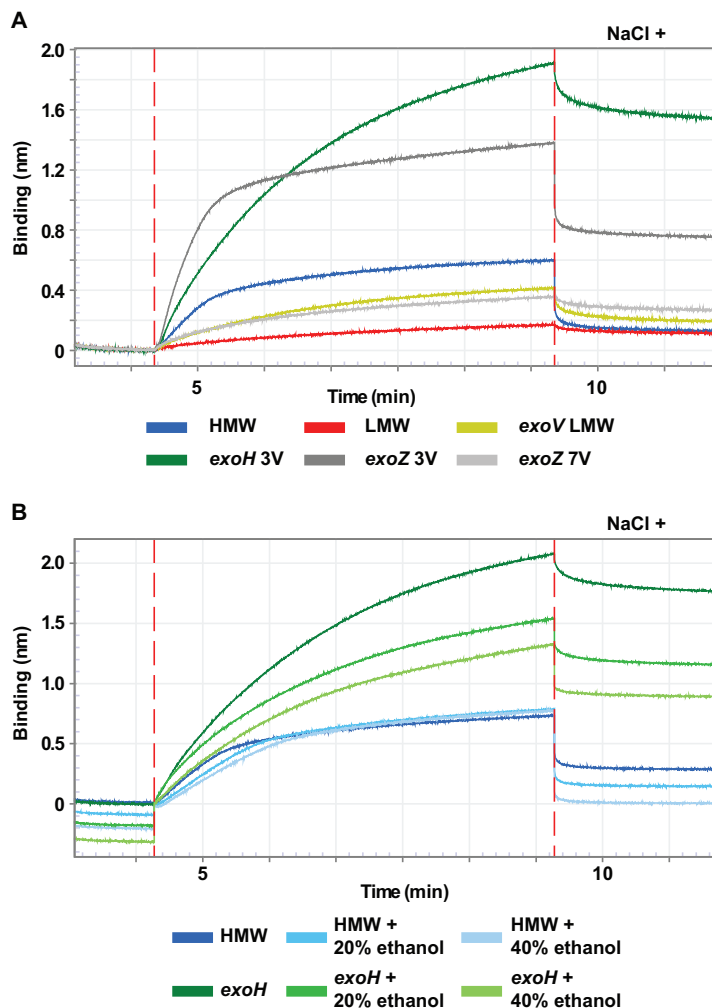 A
NaCl +
2.0
1.6
1.2
0.8
0.4
0
Binding (nm)
5
10
Time (min)
HMW
LMW
exoV LMW
exoH 3V
exoZ 3V
exoZ 7V
B
NaCl +
2.0
1.5
1.0
0.5
0
Binding (nm)
5
10
Time (min)
HMW
HMW +
20% ethanol
HMW +
40% ethanol
exoH
exoH +
20% ethanol
exoH +
40% ethanol